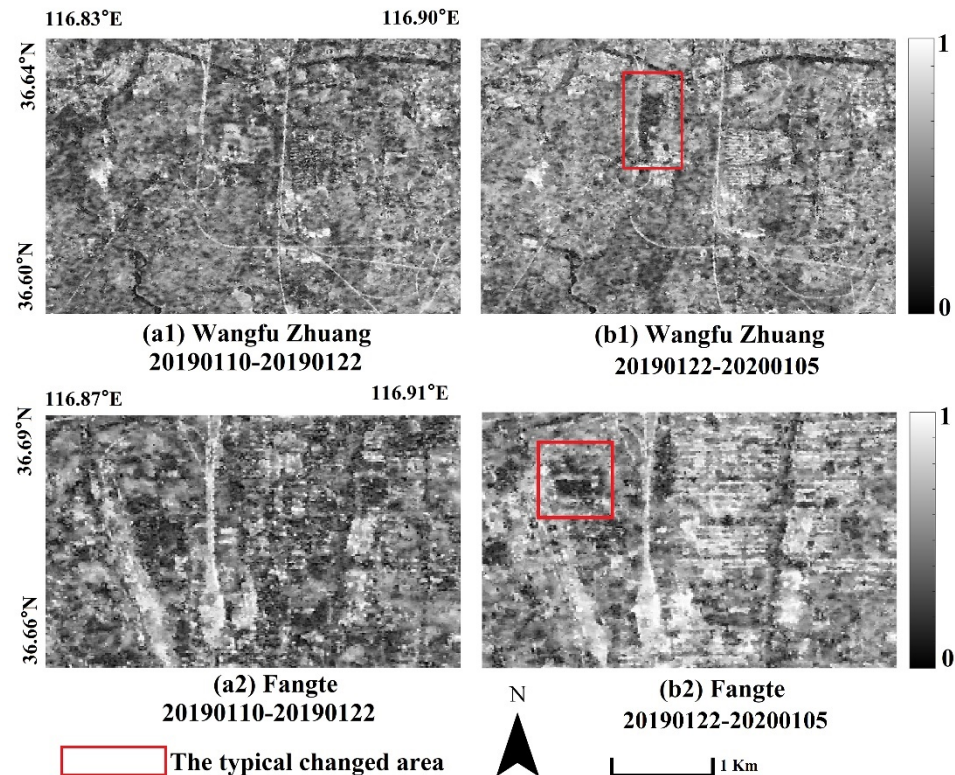 116.83°E
116.90°E
36.64°N
36.60°N
1
0
(a1) Wangfu Zhuang
20190110-20190122
(b1) Wangfu Zhuang
20190122-20200105
116.87°E
116.91°E
36.69°N
36.66°N
1
0
(a2) Fangte
20190110-20190122
(b2) Fangte
20190122-20200105
N
The typical changed area
1 Km